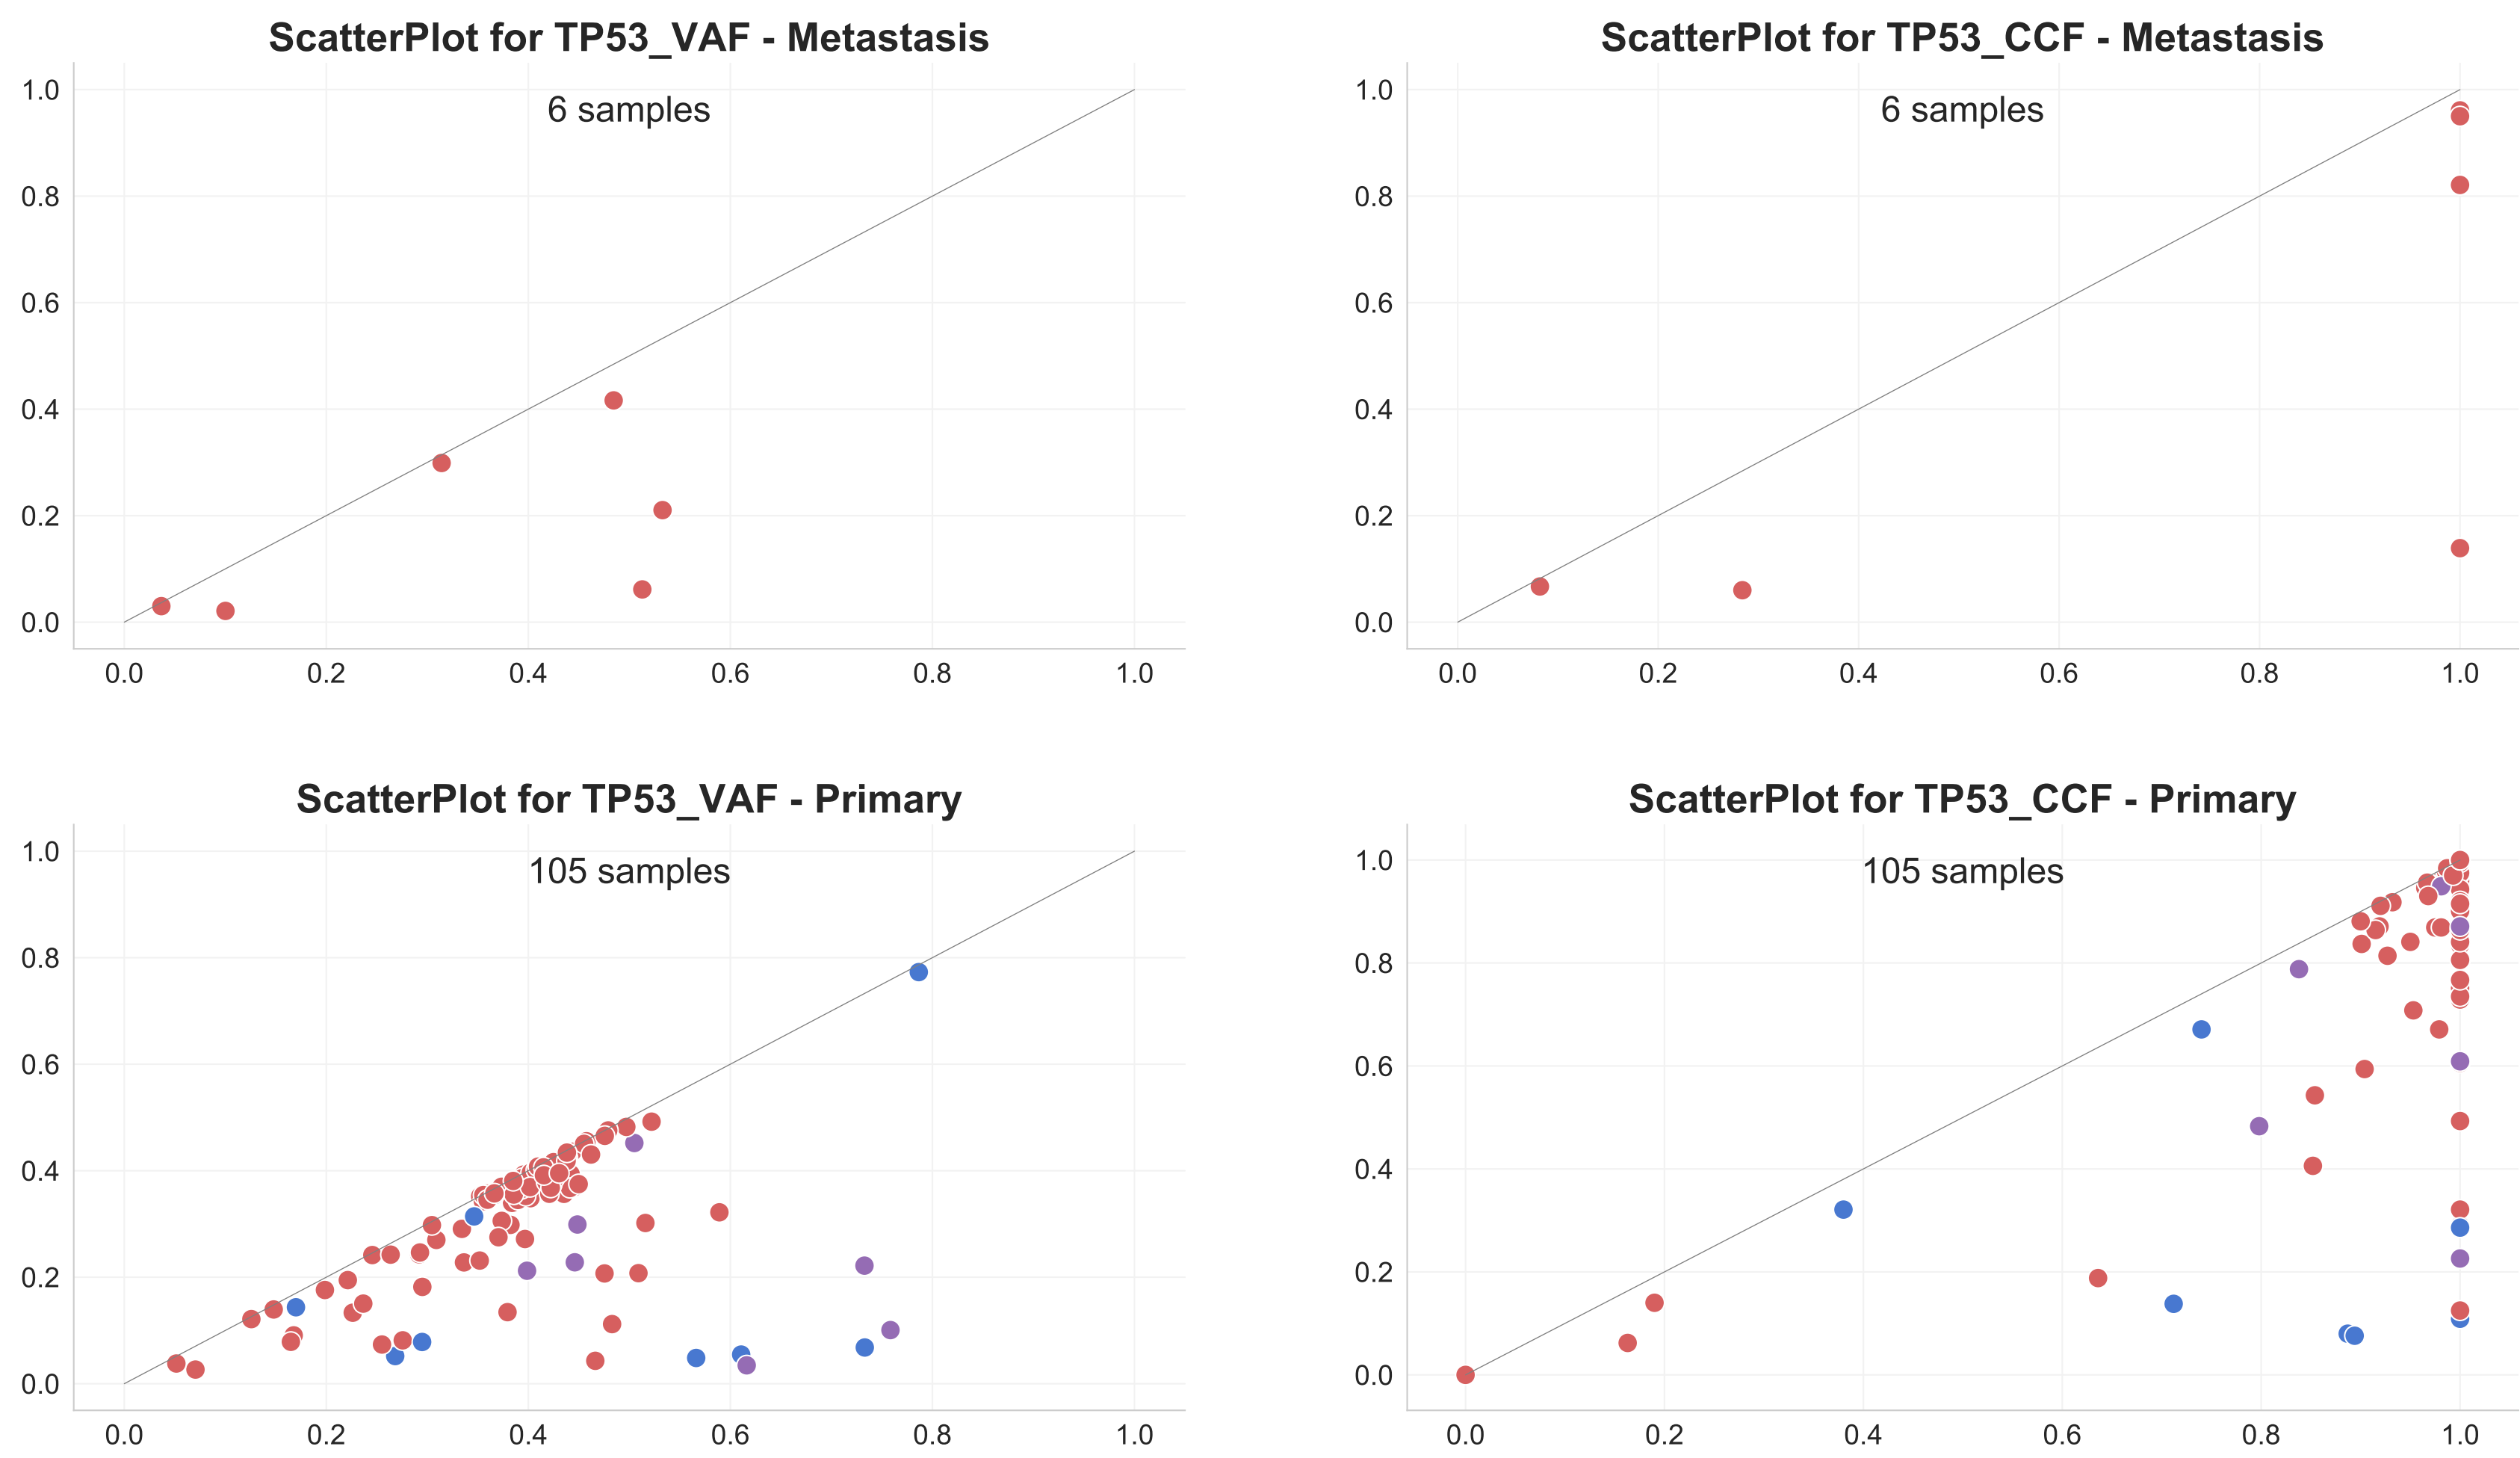 ScatterPlot for TP53_VAF - Metastasis
6 samples
1.0
0.8
0.6
0.4
0.2
0.0
0.0 0.2 0.4 0.6 0.8 1.0
ScatterPlot for TP53_CCF - Metastasis
6 samples
1.0
0.8
0.6
0.4
0.2
0.0
0.0 0.2 0.4 0.6 0.8 1.0
ScatterPlot for TP53_VAF - Primary
105 samples
1.0
0.8
0.6
0.4
0.2
0.0
0.0 0.2 0.4 0.6 0.8 1.0
ScatterPlot for TP53_CCF - Primary
105 samples
1.0
0.8
0.6
0.4
0.2
0.0
0.0 0.2 0.4 0.6 0.8 1.0